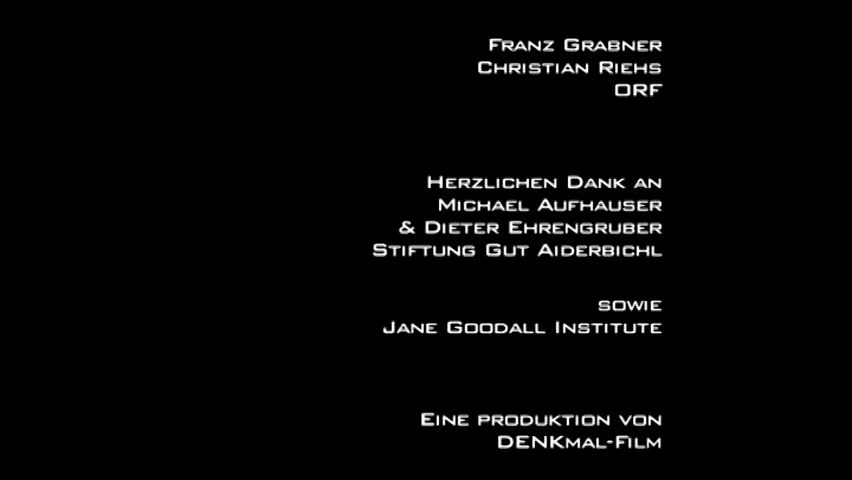 Franz Grabner
Christian Riehs
ORF
Herzlichen Dank an
Michael Aufhauser
& Dieter Ehrengruber
Stiftung Gut Aiderbichl
sowie
Jane Goodall Institute
Eine produktion von
DENKmal-Film